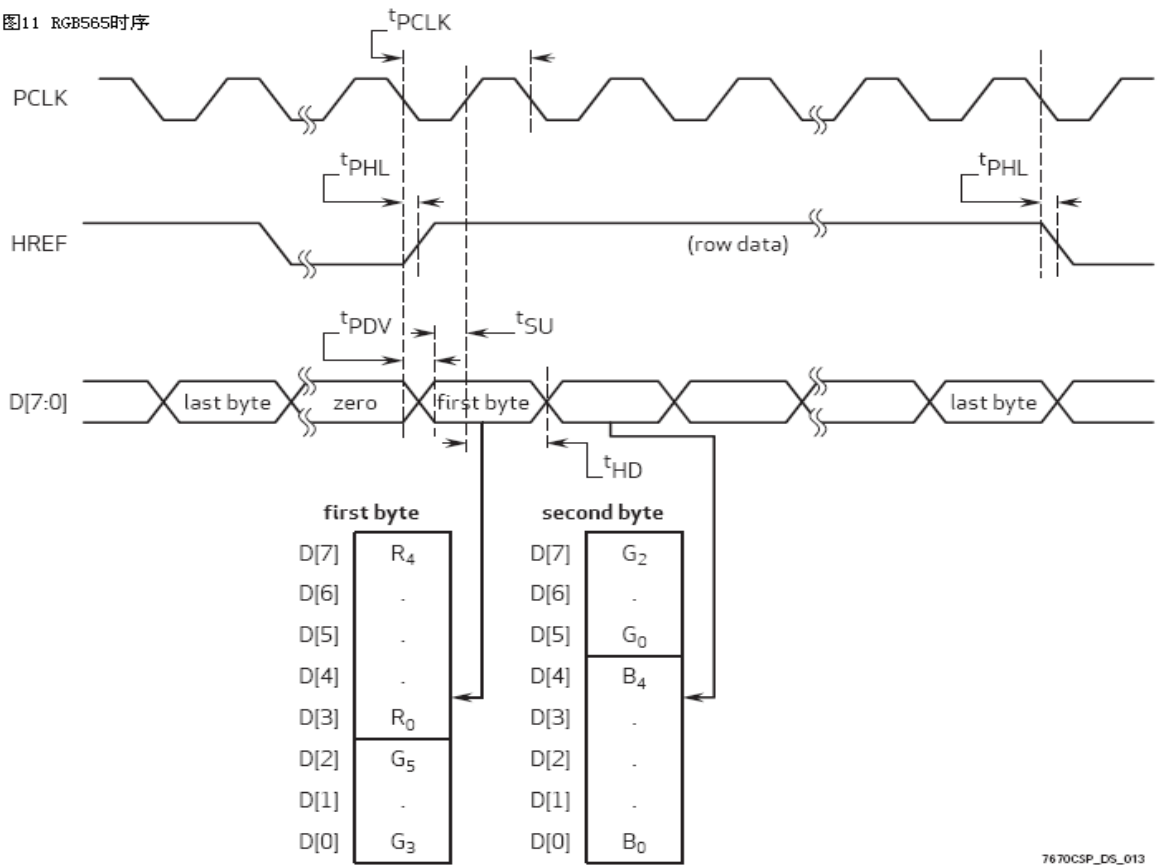 图11 RGB565时序
tPCLK
PCLK
tPHL
tPHL
HREF
(row data)
tPDV
tSU
D[7:0]
last byte
zero
first byte
last byte
tHD
first byte
second byte
D[7] R4 D[7] G2
D[6] . D[6] .
D[5] . D[5] G0
D[4] . D[4] B4
D[3] R0 D[3] .
D[2] G5 D[2] .
D[1] . D[1] .
D[0] G3 D[0] B0
7670CSP_DS_013